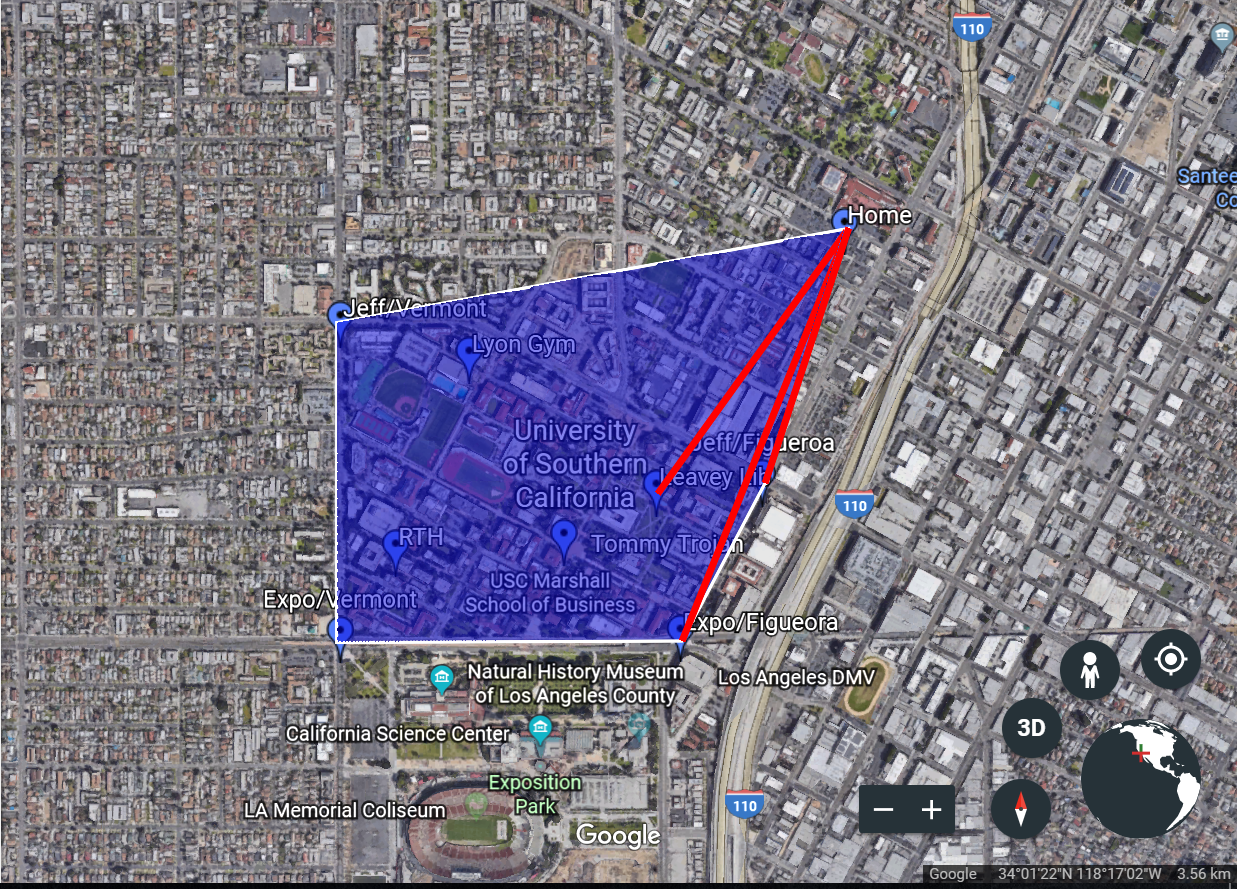 110
Santee
Co
Home
Jeff/Vermont
Lyon Gym
University
of Southern
California
Jeff/Figueroa
Leavey Lib
110
RTH
Tommy Trojan
USC Marshall
School of Business
Expo/Vermont
Expo/Figueora
Natural History Museum
of Los Angeles County
Los Angeles DMV
California Science Center
3D
Exposition
Park
LA Memorial Coliseum
110
Google
Google 34°01'22"N 118°17'02"W 3.56 km